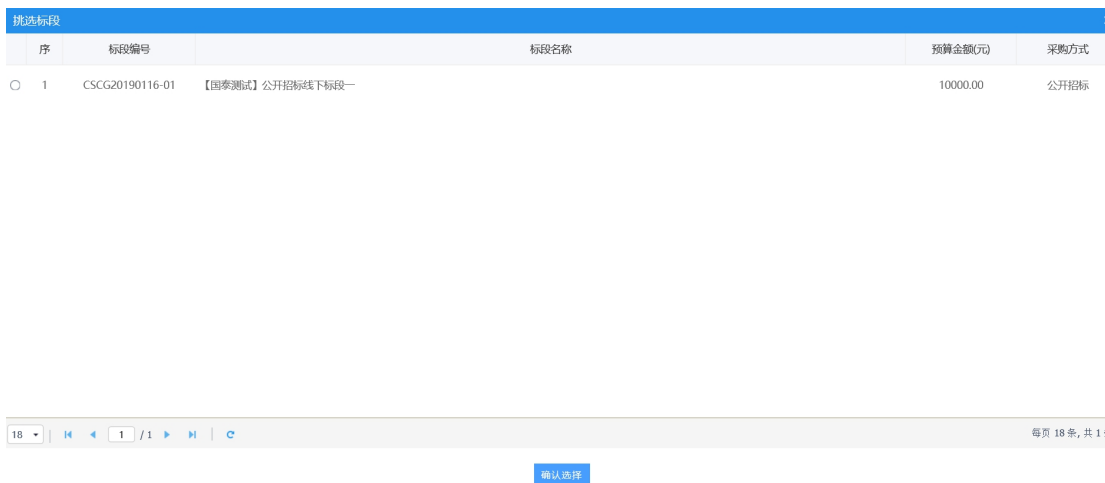 挑选标段
序 标段编号 标段名称 预算金额(元) 采购方式
1 CSCG20190116-01 【国泰测试】公开招标线下标段一 10000.00 公开招标
18 1 / 1 每页 18 条, 共 1
确认选择